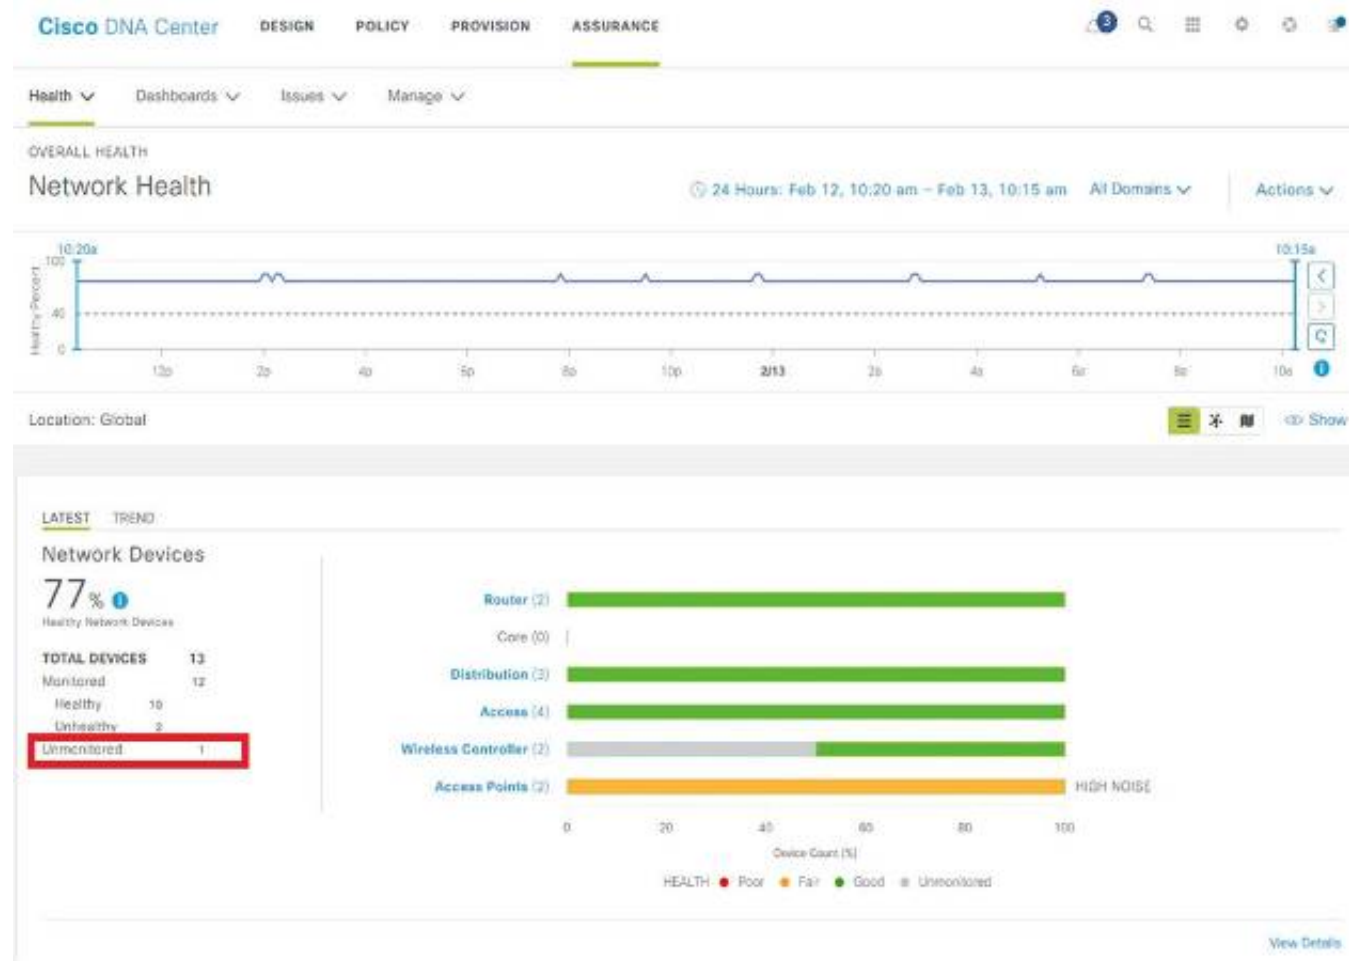 Cisco DNA Center DESIGN POLICY PROVISION ASSURANCE 3
Health Dashboards Issues Manage
OVERALL HEALTH
Network Health 24 Hours: Feb 12, 10:20 am – Feb 13, 10:15 am All Domains Actions
10:20a 10:15a
100
40
0
Healthy Percent
12p 2p 4p 6p 8p 10p 2/13 2a 4a 6a 8a 10a
Location: Global Show
LATEST TREND
Network Devices
77%
Healthy Network Devices
TOTAL DEVICES 13
Monitored 12
Healthy 10
Unhealthy 2
Unmonitored 1
Router (2)
Core (0)
Distribution (3)
Access (4)
Wireless Controller (2)
Access Points (2) HIGH NOISE
0 20 40 60 80 100
Device Count (%)
HEALTH Poor Fair Good Unmonitored
View Details